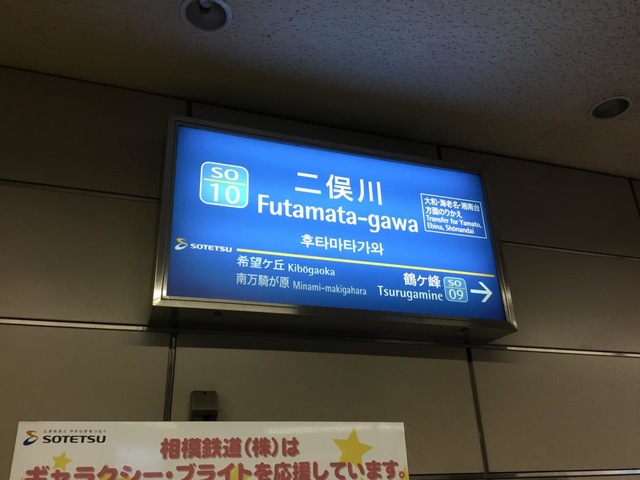 SO
10
二俣川
Futamata-gawa
후타마타가와
大和・海老名・湘南台
方面のりかえ
Transfer for Yamato,
Ebina, Shōnandai
SOTETSU
希望ケ丘 Kibōgaoka
南万騎が原 Minami-makigahara
鶴ケ峰
Tsurugamine
SO
09
→
SOTETSU
相模鉄道(株)は
ギャラクシー・ブライトを応援しています。